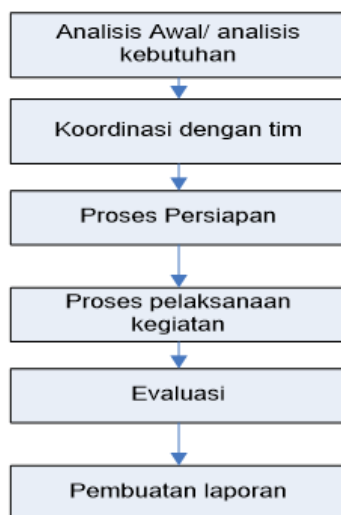 Analisis Awal/ analisis
kebutuhan
Koordinasi dengan tim
Proses Persiapan
Proses pelaksanaan
kegiatan
Evaluasi
Pembuatan laporan